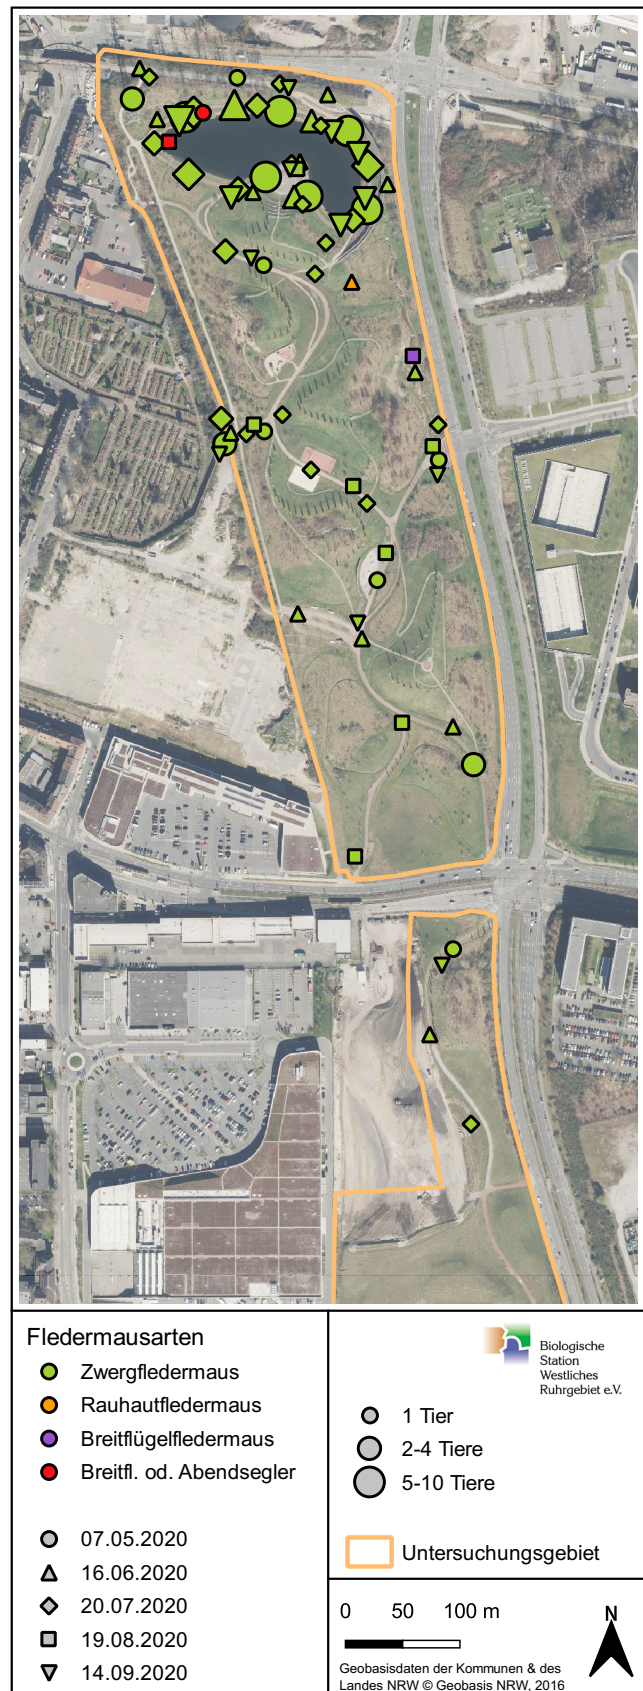 Fledermausarten
Zwergfledermaus
Rauhautfledermaus
Breitflügelfledermaus
Breitfl. od. Abendsegler
07.05.2020
16.06.2020
20.07.2020
19.08.2020
14.09.2020
Biologische
Station
Westliches
Ruhrgebiet e.V.
1 Tier
2-4 Tiere
5-10 Tiere
Untersuchungsgebiet
0 50 100 m
N
Geobasisdaten der Kommunen & des
Landes NRW © Geobasis NRW, 2016